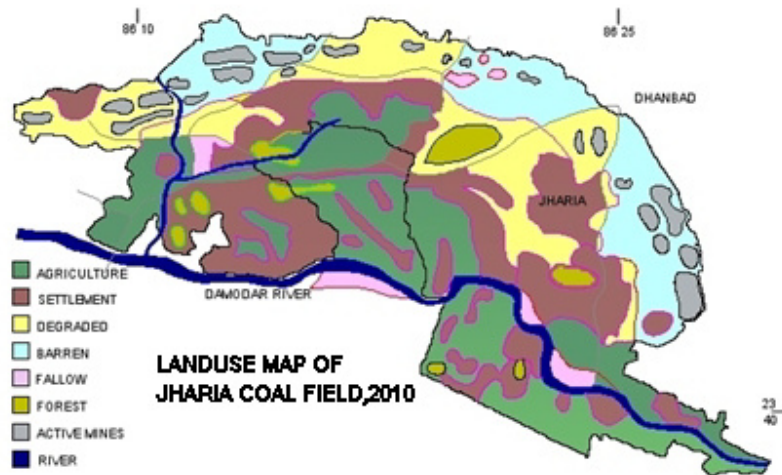 86 10
86 25
DHANBAD
JHARIA
AGRICULTURE
SETTLEMENT
DEGRADED
BARREN
FALLOW
FOREST
ACTIVE MINES
RIVER
DAMODAR RIVER
LANDUSE MAP OF
JHARIA COAL FIELD,2010
23
40